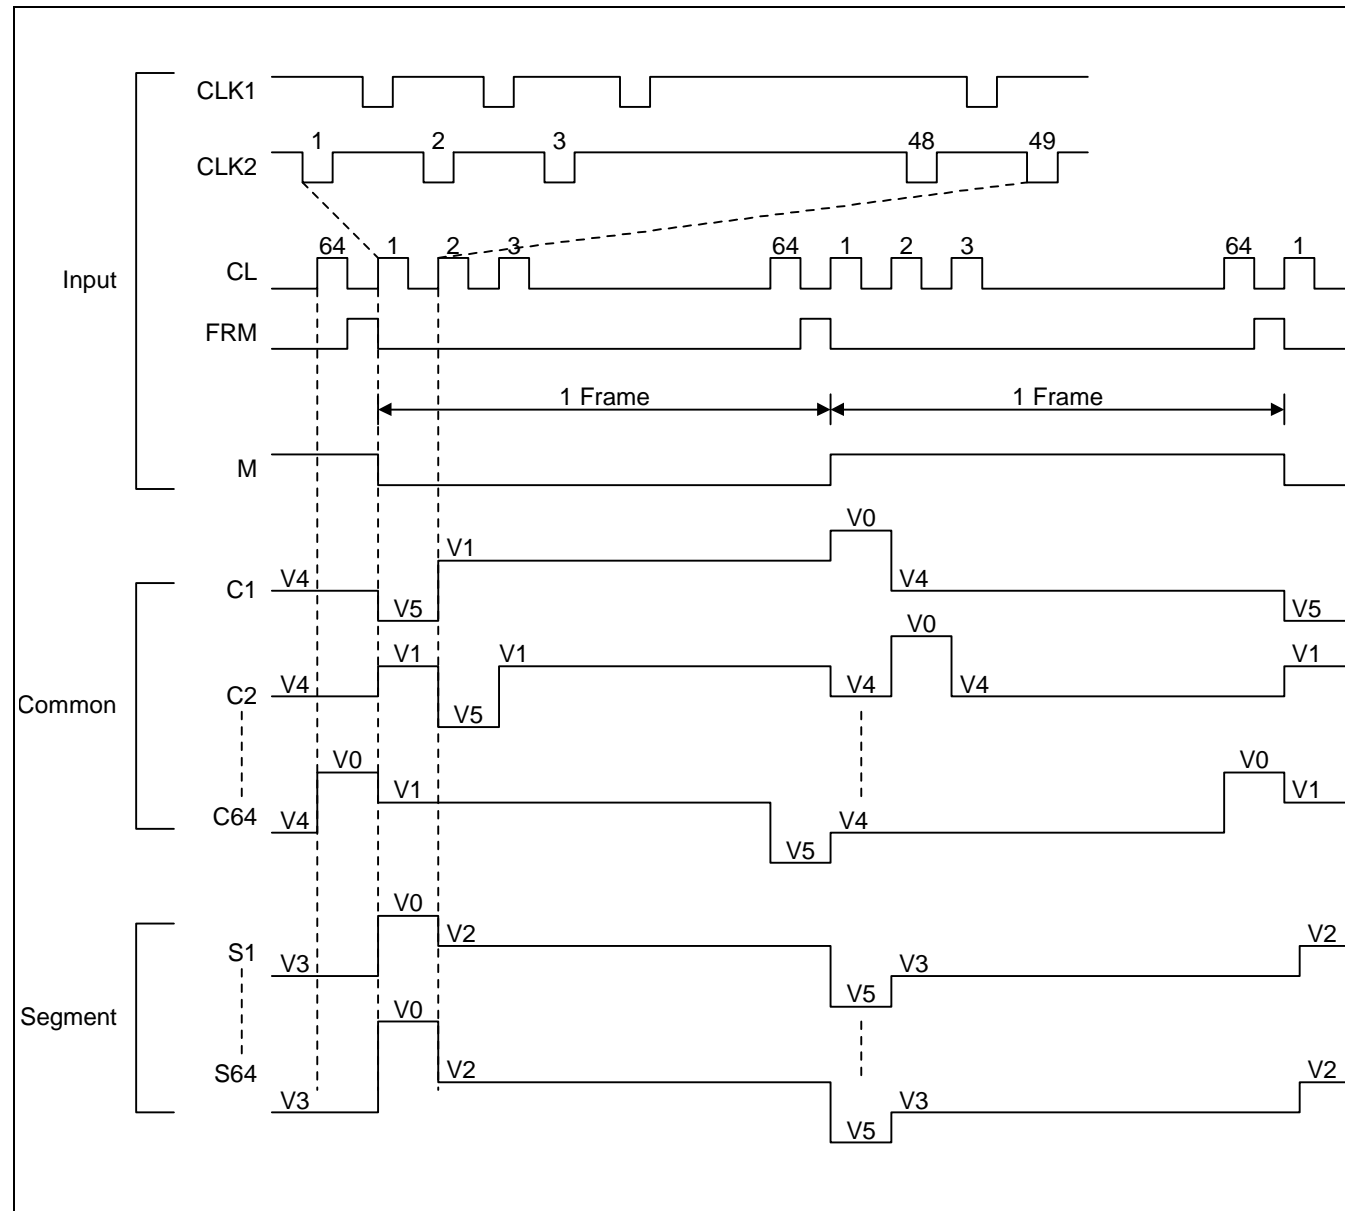 CLK1
1 2 3 48 49
CLK2
64 1 2 3 64 1 2 3 64 1
CL
Input
FRM
1 Frame 1 Frame
M
V0
V1
V4 V4
C1
V5 V5
V0
V1 V1 V1
V4 V4 V4
C2
Common
V5
V0 V0
V1 V1
C64 V4 V4
V5
V0
V2 V2
S1
V3 V3
V5
Segment
V0
S64 V2 V2
V3 V3
V5